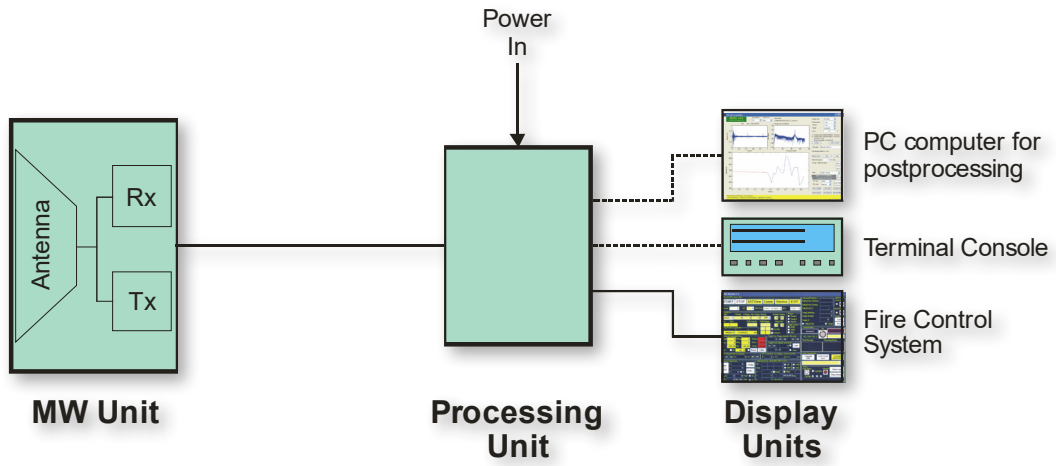 Power
In
Antenna
Rx
Tx
PC computer for
postprocessing
Terminal Console
Fire Control
System
MW Unit
Processing
Unit
Display
Units